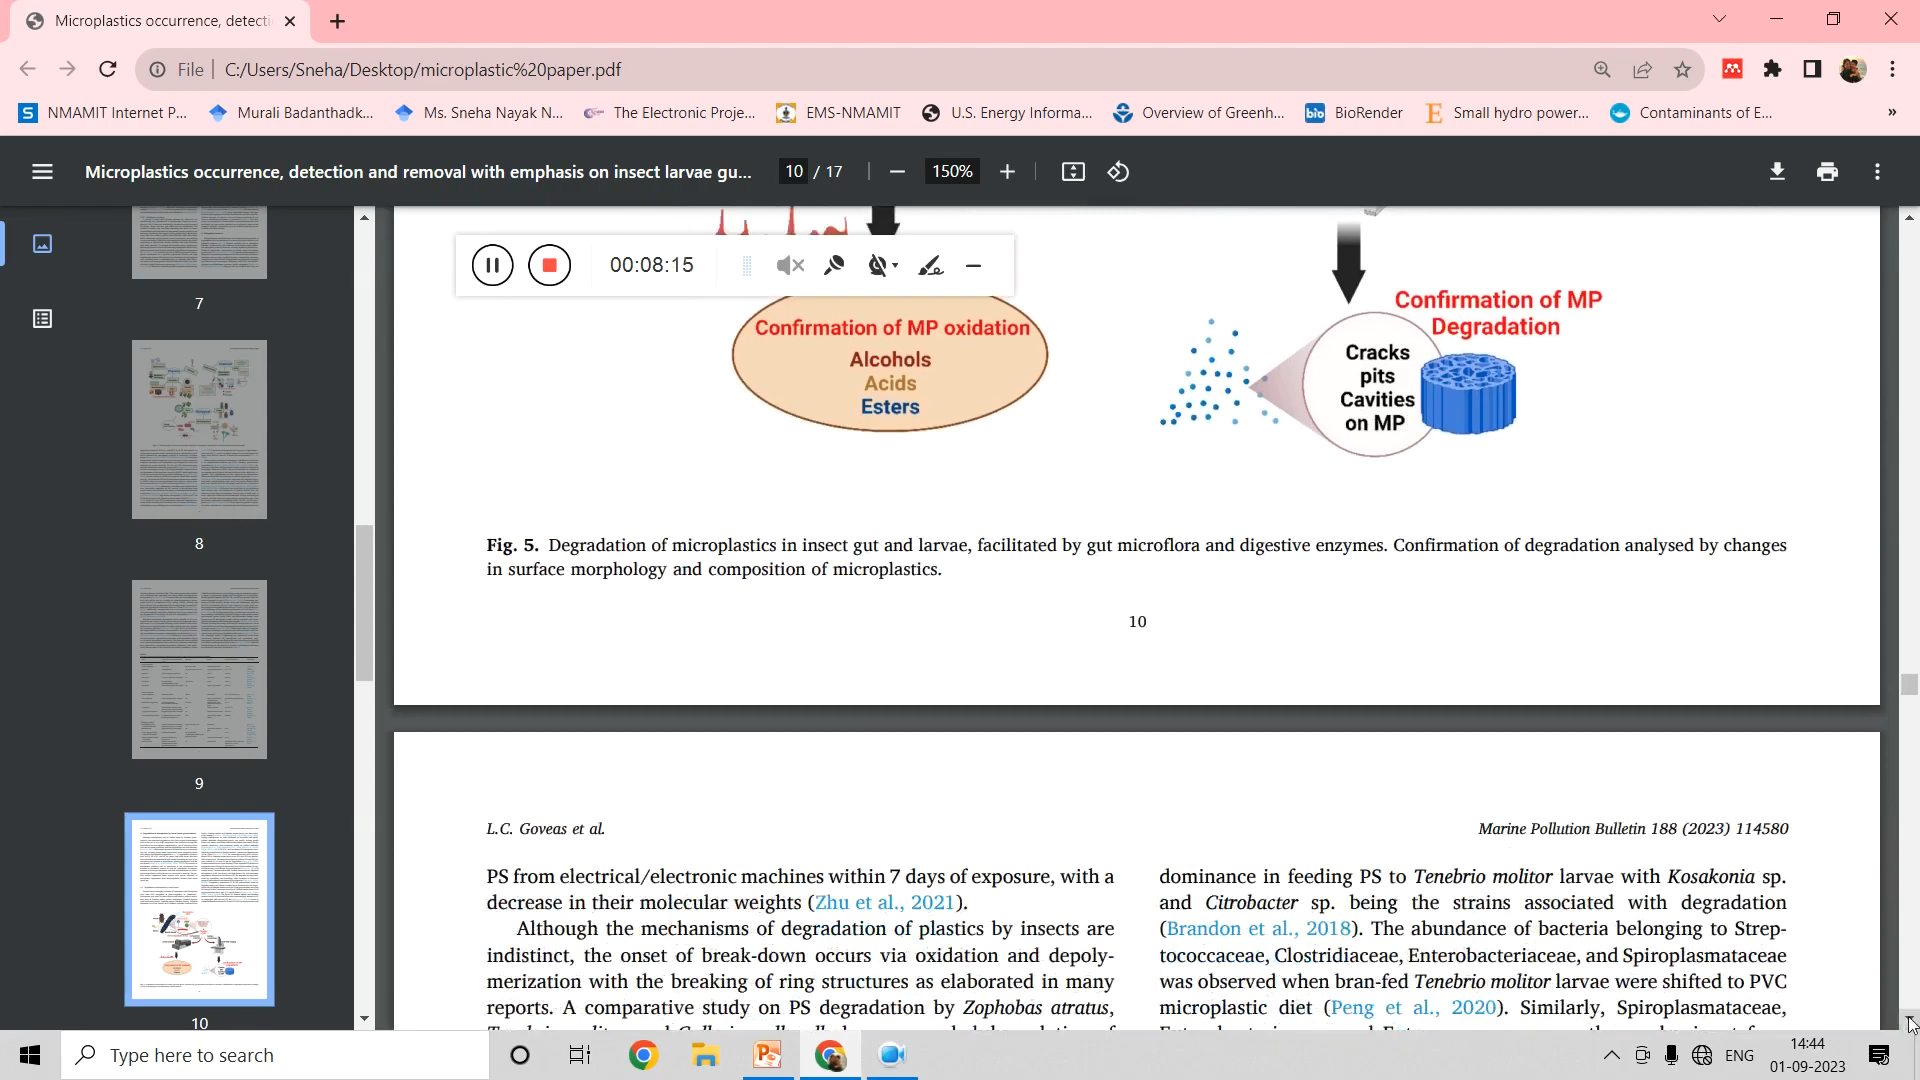 Microplastics occurrence, detecti
File
C:/Users/Sneha/Desktop/microplastic%20paper.pdf
NMAMIT Internet P...
Murali Badanthadk...
Ms. Sneha Nayak N...
The Electronic Proje...
EMS-NMAMIT
U.S. Energy Informa...
Overview of Greenh...
bio
BioRender
Small hydro power...
Contaminants of E...
»
Microplastics occurrence, detection and removal with emphasis on insect larvae gu...
10 / 17
150%
00:08:15
7
8
9
10
Confirmation of MP oxidation
Alcohols
Acids
Esters
Confirmation of MP
Degradation
Cracks
pits
Cavities
on MP
Fig. 5. Degradation of microplastics in insect gut and larvae, facilitated by gut microflora and digestive enzymes. Confirmation of degradation analysed by changes
in surface morphology and composition of microplastics.
10
L.C. Goveas et al.
Marine Pollution Bulletin 188 (2023) 114580
PS from electrical/electronic machines within 7 days of exposure, with a
decrease in their molecular weights (Zhu et al., 2021).
Although the mechanisms of degradation of plastics by insects are
indistinct, the onset of break-down occurs via oxidation and depoly-
merization with the breaking of ring structures as elaborated in many
reports. A comparative study on PS degradation by Zophobas atratus,
dominance in feeding PS to Tenebrio molitor larvae with Kosakonia sp.
and Citrobacter sp. being the strains associated with degradation
(Brandon et al., 2018). The abundance of bacteria belonging to Strep-
tococcaceae, Clostridiaceae, Enterobacteriaceae, and Spiroplasmataceae
was observed when bran-fed Tenebrio molitor larvae were shifted to PVC
microplastic diet (Peng et al., 2020). Similarly, Spiroplasmataceae,
Type here to search
ENG
14:44
01-09-2023